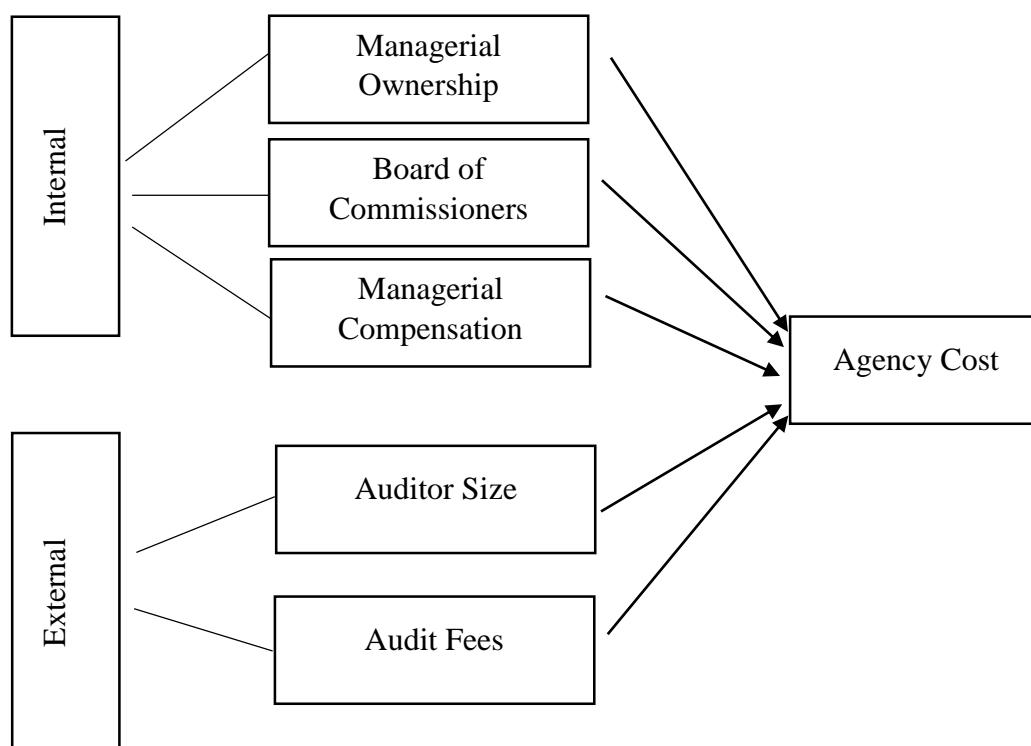 Internal
Managerial
Ownership
Board of
Commissioners
Managerial
Compensation
Agency Cost
External
Auditor Size
Audit Fees